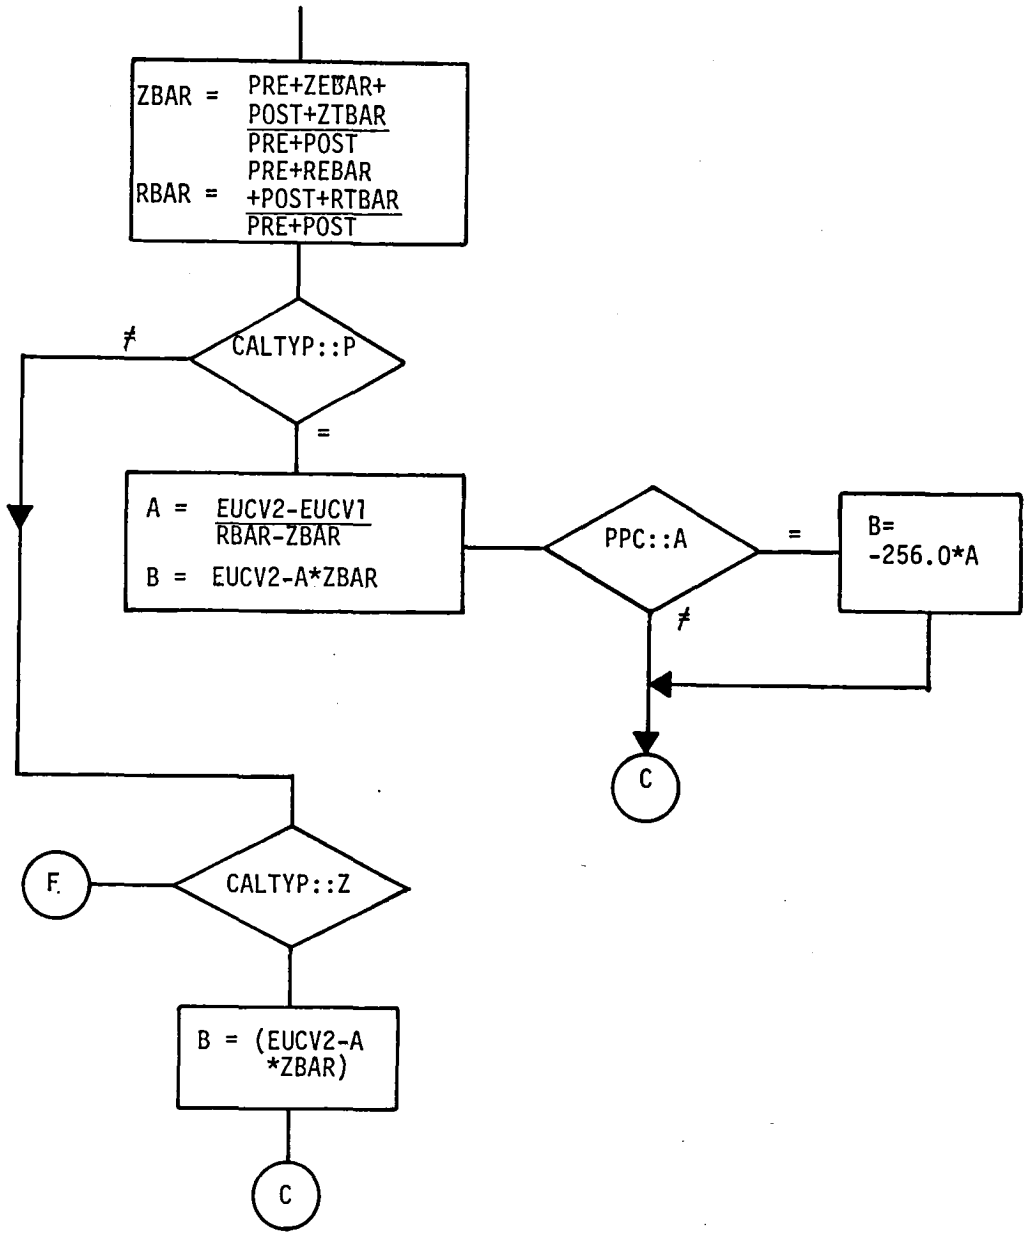 ZBAR = PRE+ZEBAR+
POST+ZTBAR
PRE+POST
PRE+REBAR
RBAR = +POST+RTBAR
PRE+POST
≠
CALTYP::P
=
A = EUCV2-EUCV1
RBAR-ZBAR
B = EUCV2-A*ZBAR
PPC::A
=
B=
-256.0*A
≠
C
F.
CALTYP::Z
B = (EUCV2-A
*ZBAR)
C